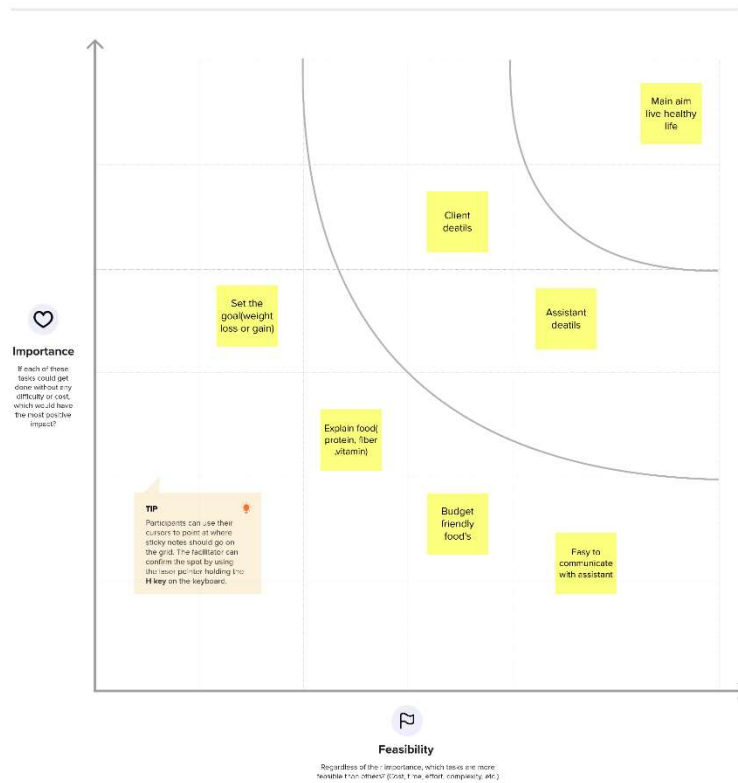 Main aim
live healthy
life
Client
deatils
Set the
goal(weight
loss or gain)
Assistant
deatils
Importance
If each of these
tasks could get
done without any
difficulty or cost,
which would have
the most positive
impact?
Explain food(
protein, fiber
,vitamin)
TIP
Participants can use their
cursors to point at where
sticky notes should go on
the grid. The facilitator can
confirm the spot by using
the laser pointer holding the
H key on the keyboard.
Budget
friendly
food's
Easy to
communicate
with assistant
Feasibility
Regardless of their importance, which tasks are more
feasible than others? (Cost, time, effort, complexity, etc.)